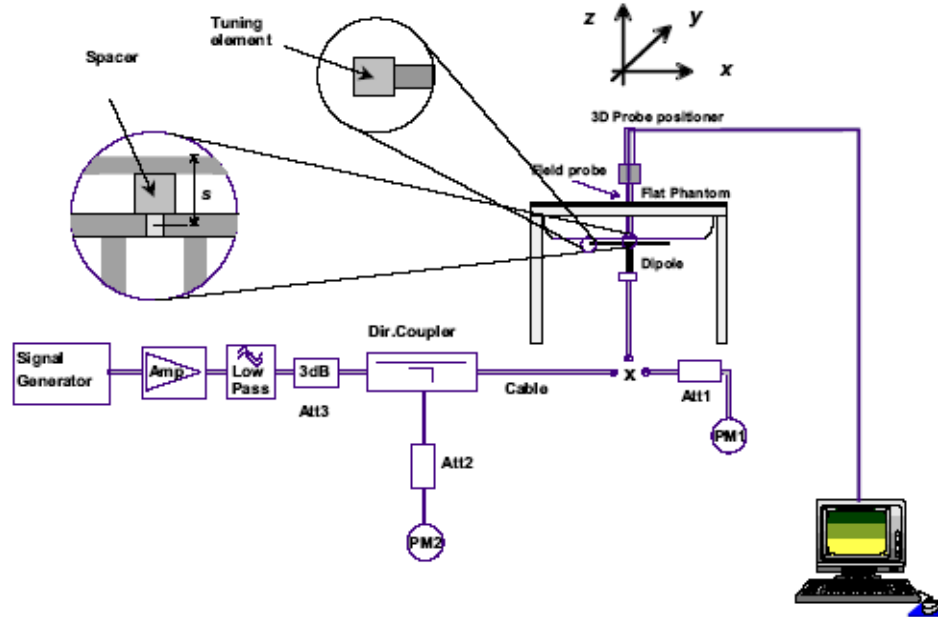 Tuning
element
Spacer
z
y
x
3D Probe positioner
Field probe
Flat Phantom
s
Dipole
Dir.Coupler
Signal
Generator
Amp
Low
Pass
3dB
Att3
Cable
x
Att1
PM1
Att2
PM2